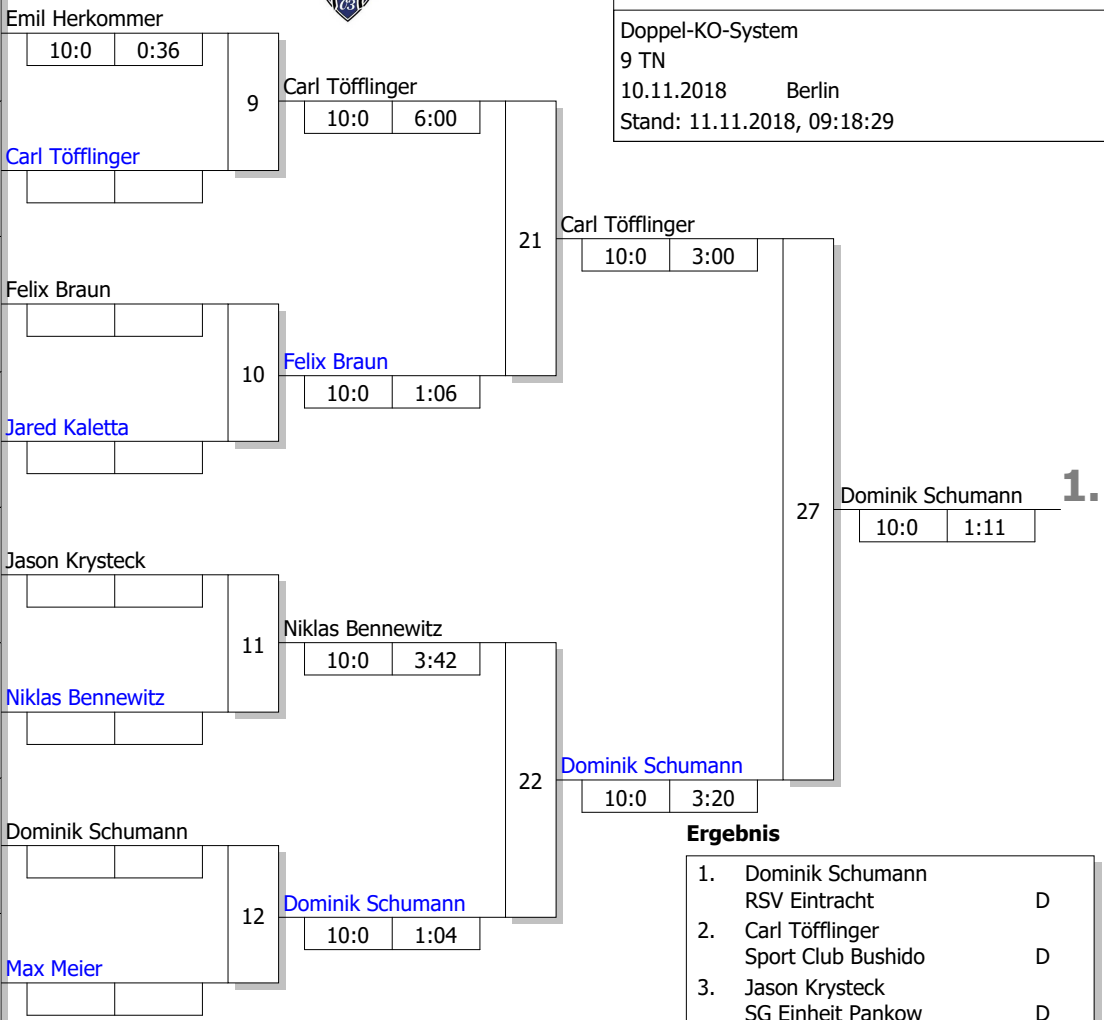 Emil Herkommer
10:0 0:36
9
Carl Töfflinger
10:0 6:00
Carl Töfflinger
Doppel-KO-System
9 TN
10.11.2018 Berlin
Stand: 11.11.2018, 09:18:29
21
Carl Töfflinger
10:0 3:00
Felix Braun
10
Felix Braun
10:0 1:06
Jared Kaletta
27
Dominik Schumann 1.
10:0 1:11
Jason Krysteck
11
Niklas Bennewitz
10:0 3:42
Niklas Bennewitz
22
Dominik Schumann
10:0 3:20
Dominik Schumann
12
Dominik Schumann
10:0 1:04
Max Meier
Ergebnis
1. Dominik Schumann
RSV Eintracht D
2. Carl Töfflinger
Sport Club Bushido D
3. Jason Krysteck
SG Einheit Pankow D